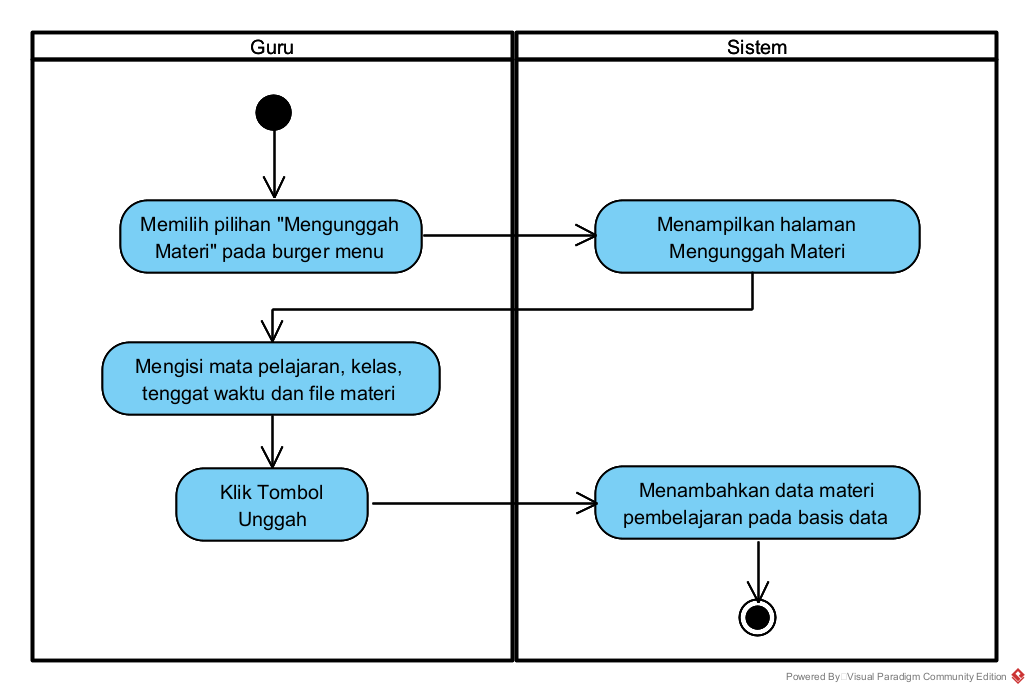 Guru
Sistem
Memilih pilihan "Mengunggah
Materi" pada burger menu
Menampilkan halaman
Mengunggah Materi
Mengisi mata pelajaran, kelas,
tenggat waktu dan file materi
Klik Tombol
Unggah
Menambahkan data materi
pembelajaran pada basis data
Powered By Visual Paradigm Community Edition